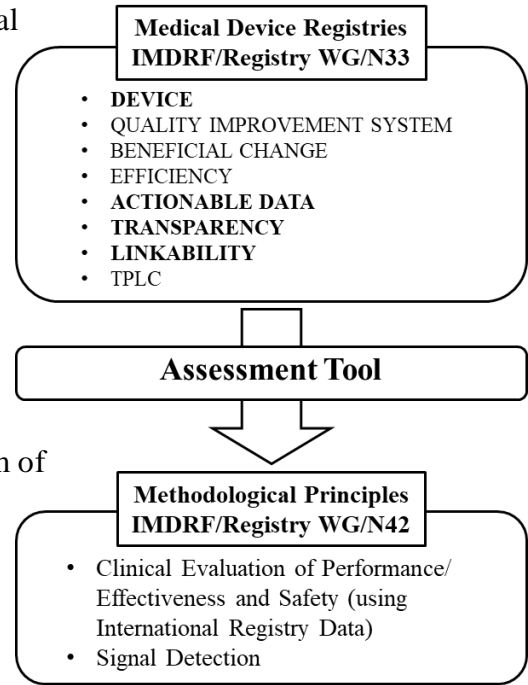 al
Medical Device Registries
IMDRF/Registry WG/N33
• DEVICE
• QUALITY IMPROVEMENT SYSTEM
• BENEFICIAL CHANGE
• EFFICIENCY
• ACTIONABLE DATA
• TRANSPARENCY
• LINKABILITY
• TPLC
Assessment Tool
n of
Methodological Principles
IMDRF/Registry WG/N42
• Clinical Evaluation of Performance/
Effectiveness and Safety (using
International Registry Data)
• Signal Detection